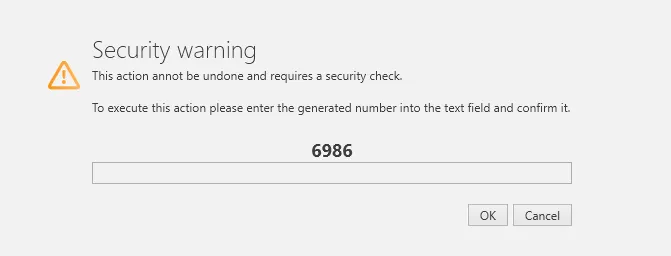 Security warning
This action annot be undone and requires a security check.
To execute this action please enter the generated number into the text field and confirm it.
6986
OK Cancel